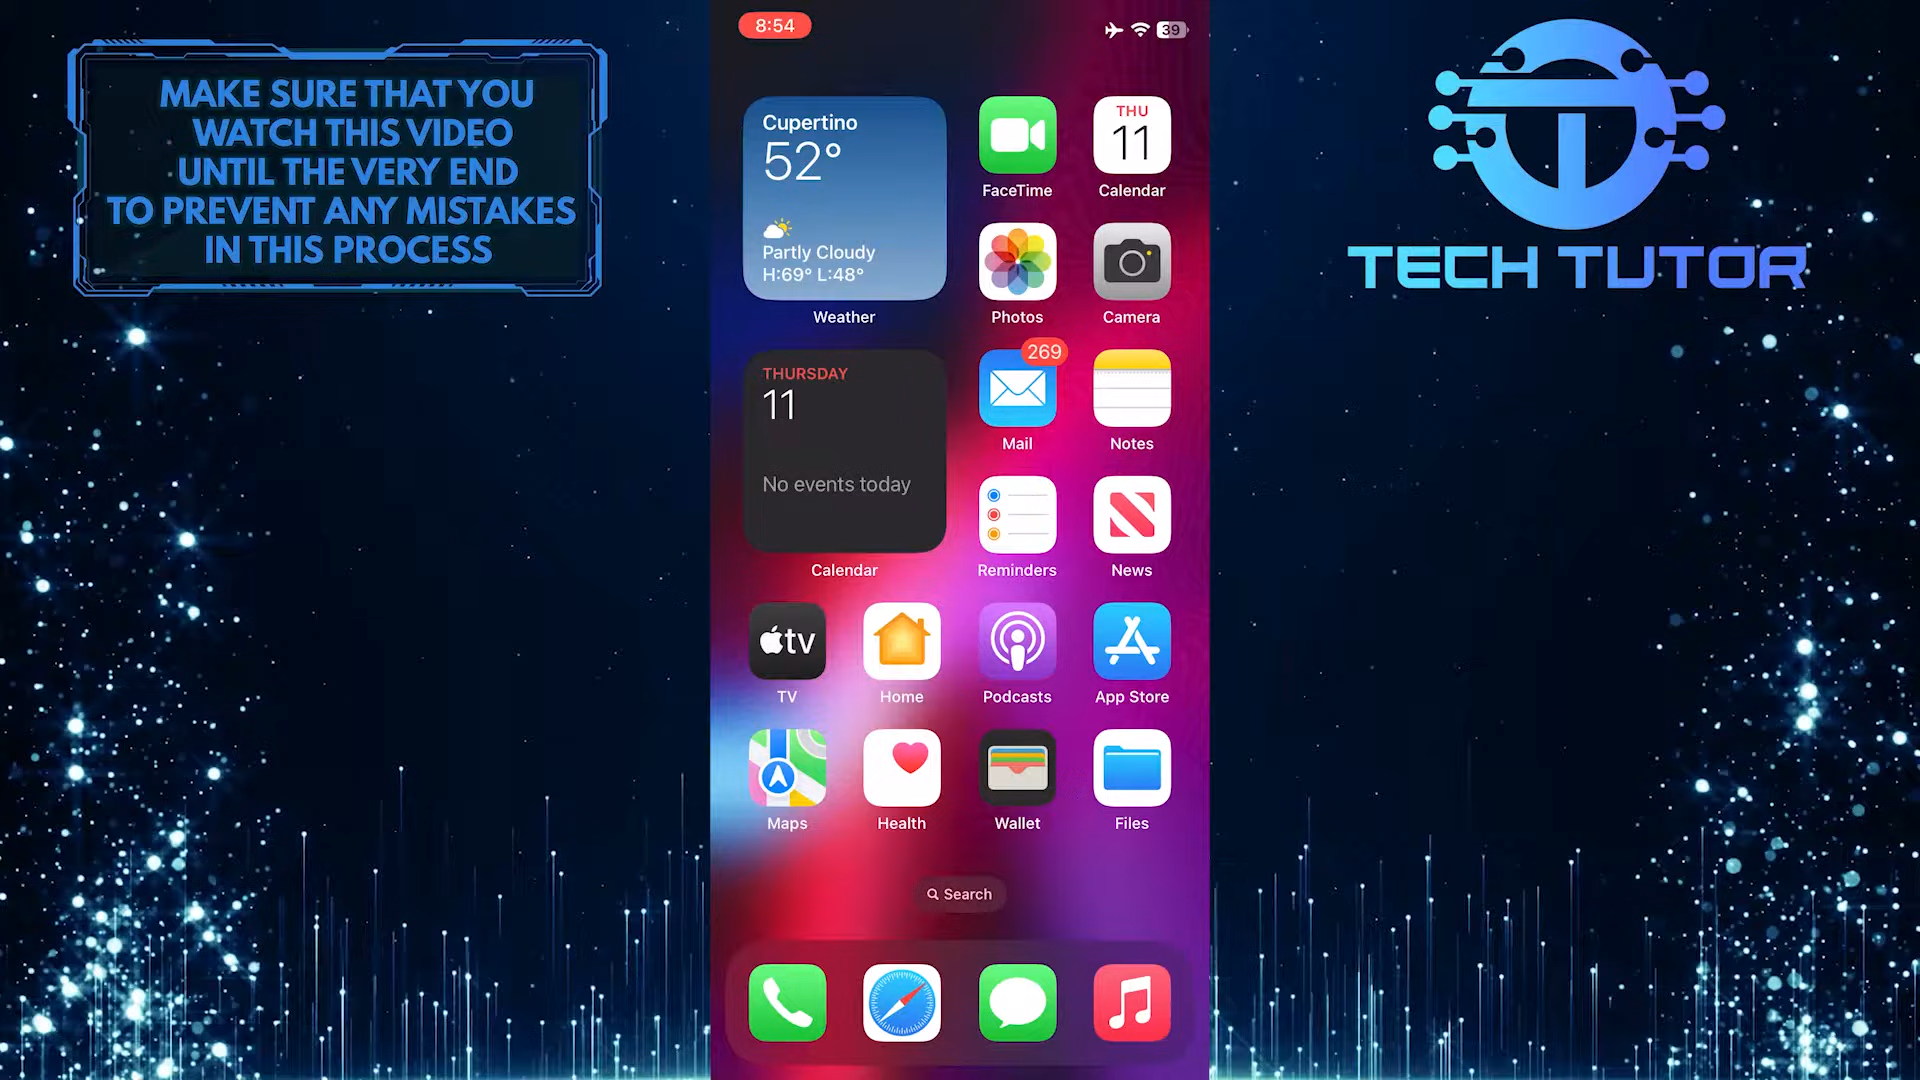 MAKE SURE THAT YOU
WATCH THIS VIDEO
UNTIL THE VERY END
TO PREVENT ANY MISTAKES
IN THIS PROCESS
8:54
39
Cupertino
52°
Partly Cloudy
H:69° L:48°
Weather
FaceTime
THU
11
Calendar
Photos
Camera
THURSDAY
11
No events today
Calendar
269
Mail
Notes
Reminders
News
tv
TV
Home
Podcasts
App Store
Maps
Health
Wallet
Files
Search
TECH TUTOR